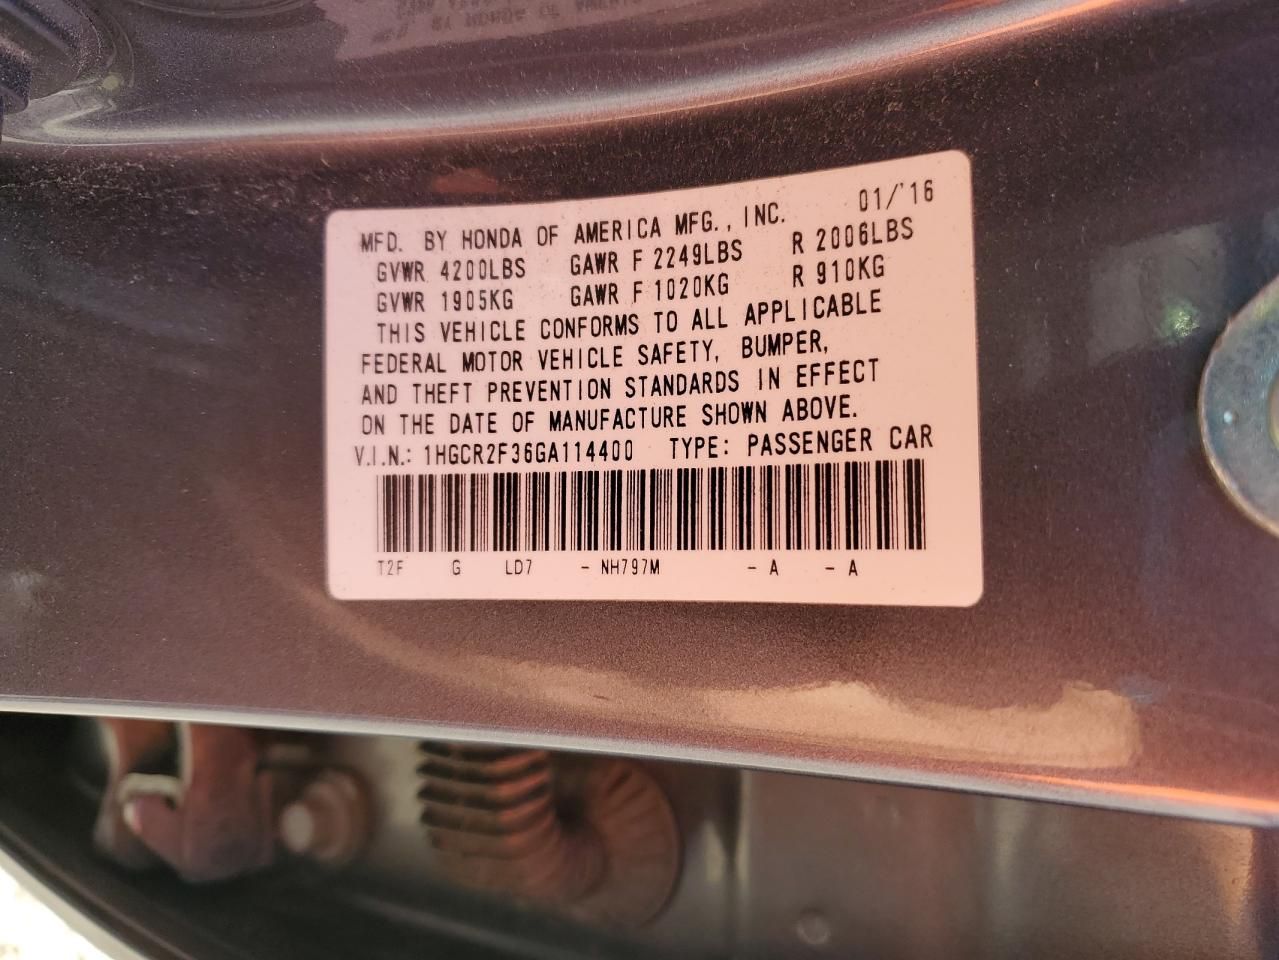 MFD. BY HONDA OF AMERICA MFG., INC. 01/'16
GVWR 4200LBS GAWR F 2249LBS R 2006LBS
GVWR 1905KG GAWR F 1020KG R 910KG
THIS VEHICLE CONFORMS TO ALL APPLICABLE
FEDERAL MOTOR VEHICLE SAFETY, BUMPER,
AND THEFT PREVENTION STANDARDS IN EFFECT
ON THE DATE OF MANUFACTURE SHOWN ABOVE.
V.I.N.: 1HGCR2F36GA114400 TYPE: PASSENGER CAR
T2F G LD7 - NH797M - A - A